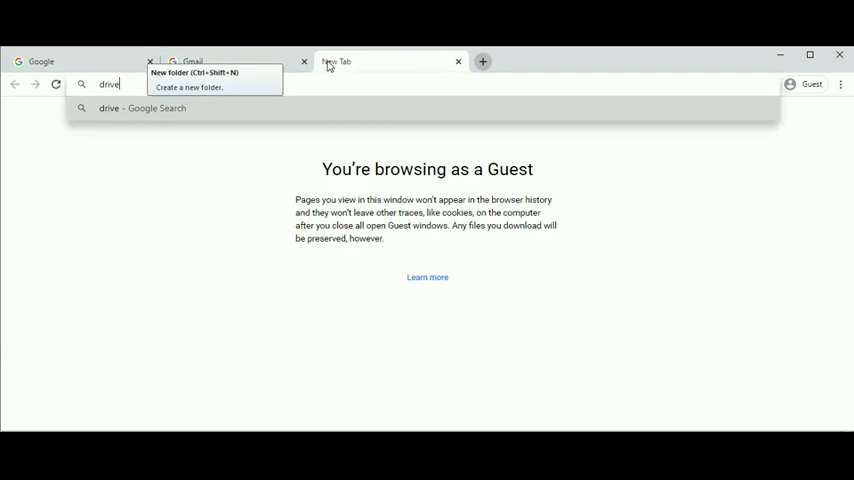 Google
Gmail
New Tab
New folder (Ctrl+Shift+N)
Create a new folder.
drive
Guest
drive - Google Search
You're browsing as a Guest
Pages you view in this window won't appear in the browser history
and they won't leave other traces, like cookies, on the computer
after you close all open Guest windows. Any files you download will
be preserved, however.
Learn more